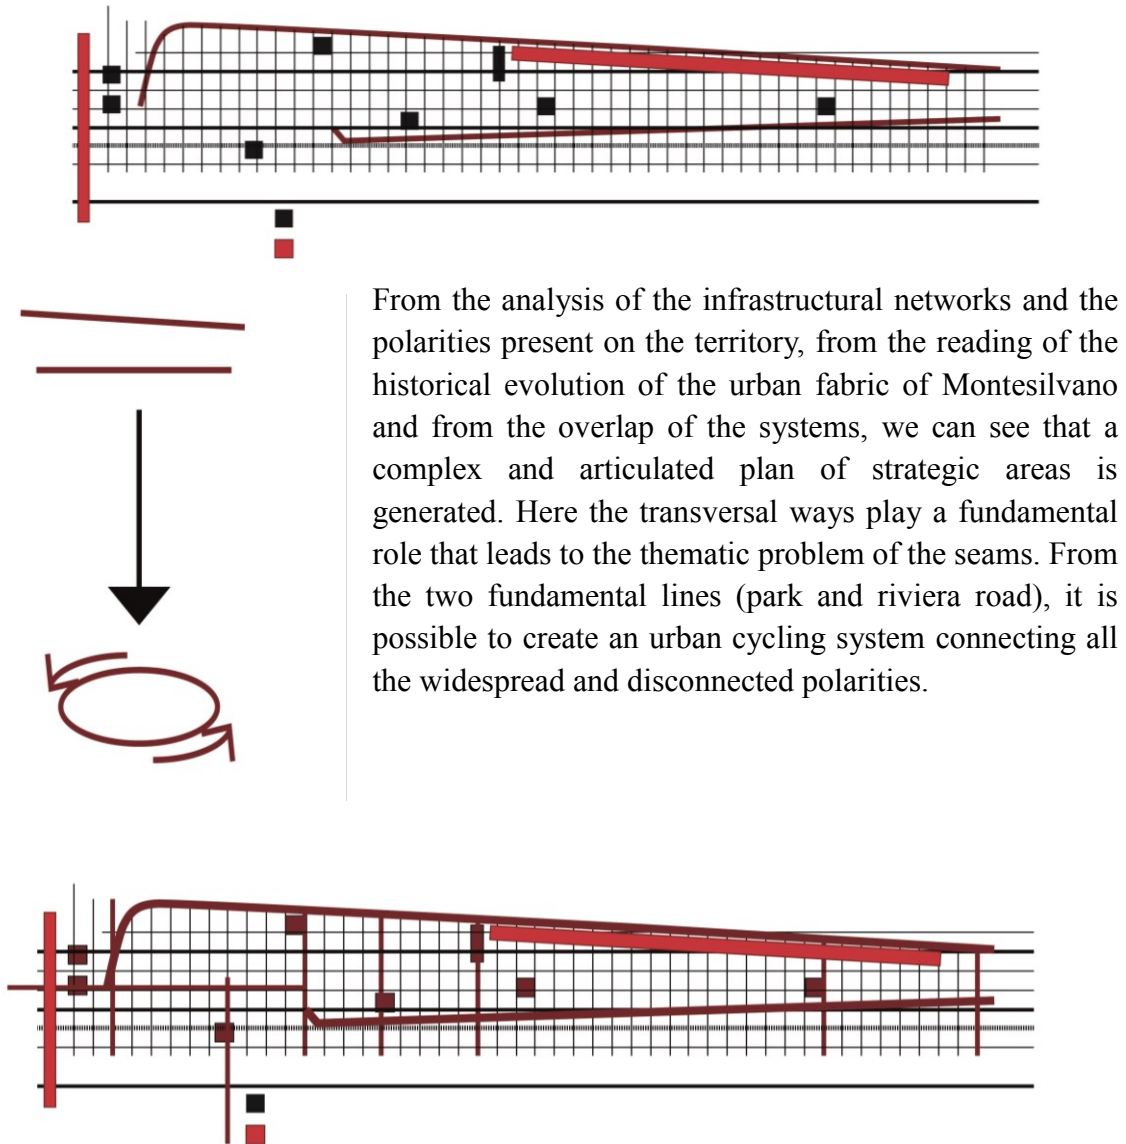 From the analysis of the infrastructural networks and the
polarities present on the territory, from the reading of the
historical evolution of the urban fabric of Montesilvano
and from the overlap of the systems, we can see that a
complex and articulated plan of strategic areas is
generated. Here the transversal ways play a fundamental
role that leads to the thematic problem of the seams. From
the two fundamental lines (park and riviera road), it is
possible to create an urban cycling system connecting all
the widespread and disconnected polarities.